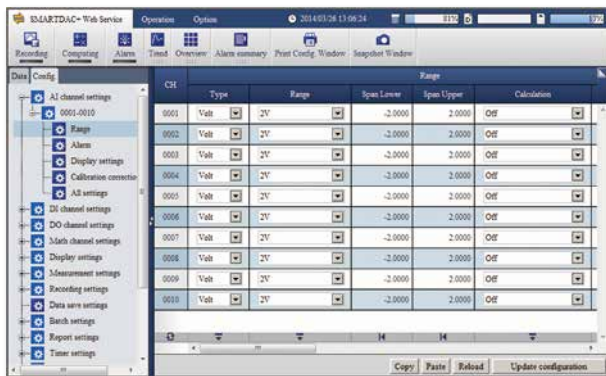 SMARTDAC+ Web Service Operation Option 2014/03/26 13:06:24 81% 17%
Recording Computing Alarm Trend Overview Alarm summary Print Config. Window Snapshot Window
Data Config.
AI channel settings
0001-0010
Range
Alarm
Display settings
Calibration correctio
All settings
DI channel settings
DO channel settings
Math channel settings
Display settings
Measurement settings
Recording settings
Data save settings
Batch settings
Report settings
Timer settings
CH Range
Type Range Span Lower Span Upper Calculation
0001 Volt 2V -2.0000 2.0000 Off
0002 Volt 2V -2.0000 2.0000 Off
0003 Volt 2V -2.0000 2.0000 Off
0004 Volt 2V -2.0000 2.0000 Off
0005 Volt 2V -2.0000 2.0000 Off
0006 Volt 2V -2.0000 2.0000 Off
0007 Volt 2V -2.0000 2.0000 Off
0008 Volt 2V -2.0000 2.0000 Off
0009 Volt 2V -2.0000 2.0000 Off
0010 Volt 2V -2.0000 2.0000 Off
Copy Paste Reload Update configuration